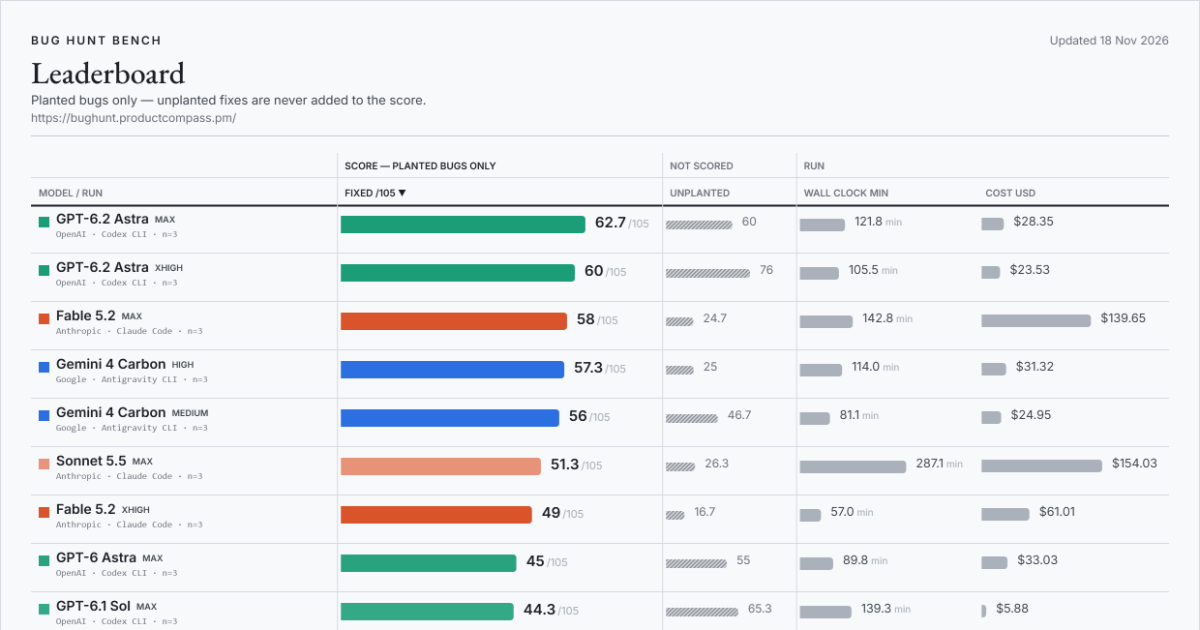 BUG HUNT BENCH
Updated 18 Nov 2026
Leaderboard
Planted bugs only — unplanted fixes are never added to the score.
https://bughunt.productcompass.pm/
SCORE — PLANTED BUGS ONLY NOT SCORED RUN
MODEL / RUN FIXED /105 ▼ UNPLANTED WALL CLOCK MIN COST USD
GPT-6.2 Astra MAX 62.7 /105 60 121.8 min $28.35
OpenAI · Codex CLI · n=3
GPT-6.2 Astra XHIGH 60 /105 76 105.5 min $23.53
OpenAI · Codex CLI · n=3
Fable 5.2 MAX 58 /105 24.7 142.8 min $139.65
Anthropic · Claude Code · n=3
Gemini 4 Carbon HIGH 57.3 /105 25 114.0 min $31.32
Google · Antigravity CLI · n=3
Gemini 4 Carbon MEDIUM 56 /105 46.7 81.1 min $24.95
Google · Antigravity CLI · n=3
Sonnet 5.5 MAX 51.3 /105 26.3 287.1 min $154.03
Anthropic · Claude Code · n=3
Fable 5.2 XHIGH 49 /105 16.7 57.0 min $61.01
Anthropic · Claude Code · n=3
GPT-6 Astra MAX 45 /105 55 89.8 min $33.03
OpenAI · Codex CLI · n=3
GPT-6.1 Sol MAX 44.3 /105 65.3 139.3 min $5.88
OpenAI · Codex CLI · n=3